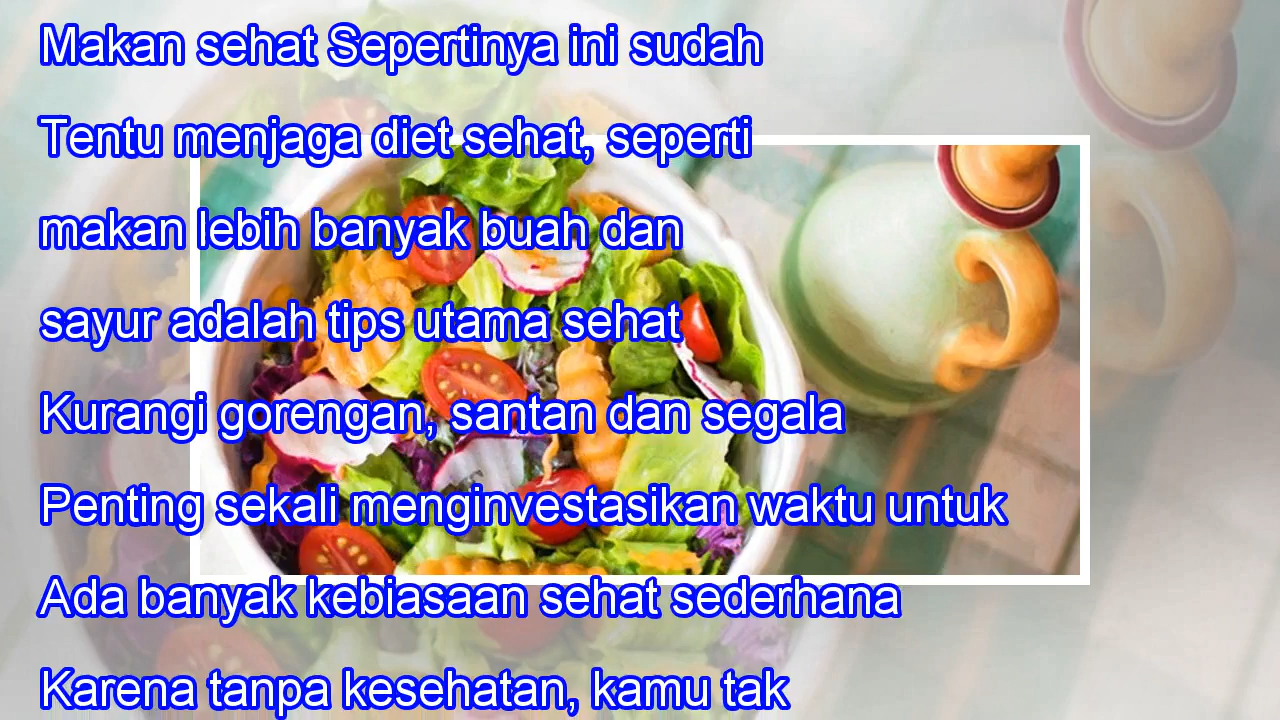 Makan sehat Sepertinya ini sudah
Tentu menjaga diet sehat, seperti
makan lebih banyak buah dan
sayur adalah tips utama sehat
Kurangi gorengan, santan dan segala
Penting sekali menginvestasikan waktu untuk
Ada banyak kebiasaan sehat sederhana
Karena tanpa kesehatan, kamu tak